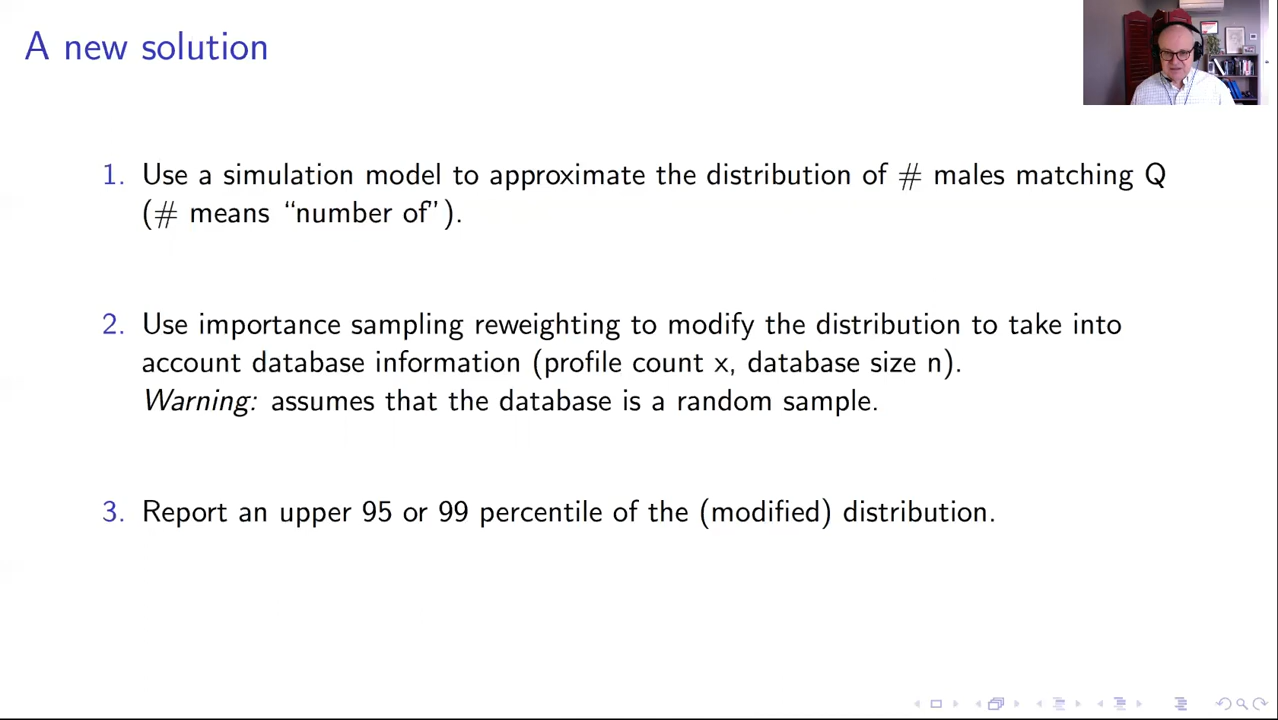 A new solution
1. Use a simulation model to approximate the distribution of # males matching Q
(# means “number of”).
2. Use importance sampling reweighting to modify the distribution to take into
account database information (profile count x, database size n).
Warning: assumes that the database is a random sample.
3. Report an upper 95 or 99 percentile of the (modified) distribution.